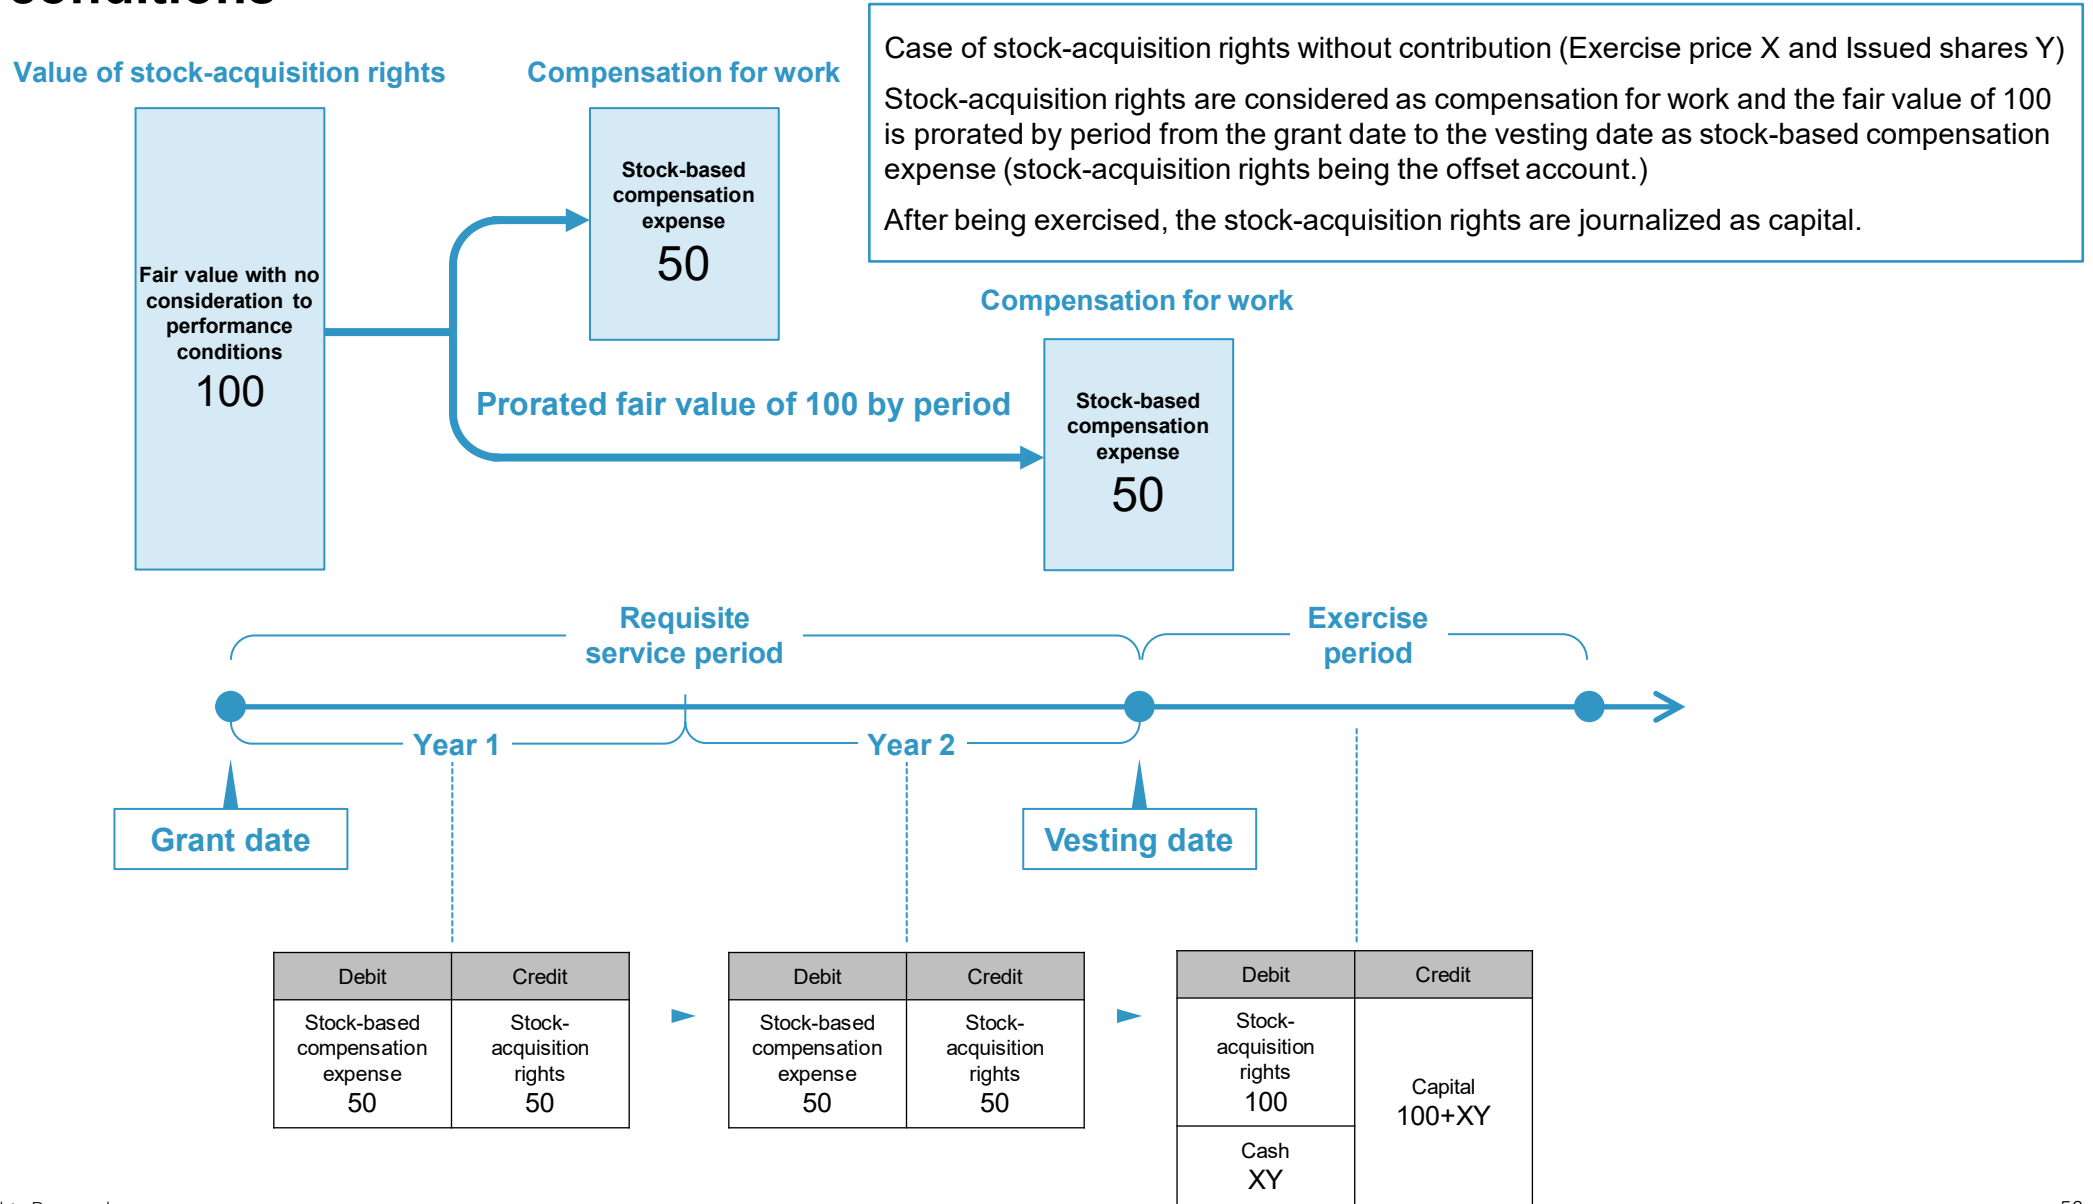 conditions
Case of stock-acquisition rights without contribution (Exercise price X and Issued shares Y)
Stock-acquisition rights are considered as compensation for work and the fair value of 100
is prorated by period from the grant date to the vesting date as stock-based compensation
expense (stock-acquisition rights being the offset account.)
After being exercised, the stock-acquisition rights are journalized as capital.
Value of stock-acquisition rights
Compensation for work
Fair value with no
consideration to
performance
conditions
100
Stock-based
compensation
expense
50
Compensation for work
Prorated fair value of 100 by period
Stock-based
compensation
expense
50
Requisite
service period
Exercise
period
Year 1
Year 2
Grant date
Vesting date
Debit
Credit
Stock-based
compensation
expense
50
Stock-
acquisition
rights
50
Debit
Credit
Stock-based
compensation
expense
50
Stock-
acquisition
rights
50
Debit
Credit
Stock-
acquisition
rights
100
Capital
100+XY
Cash
XY